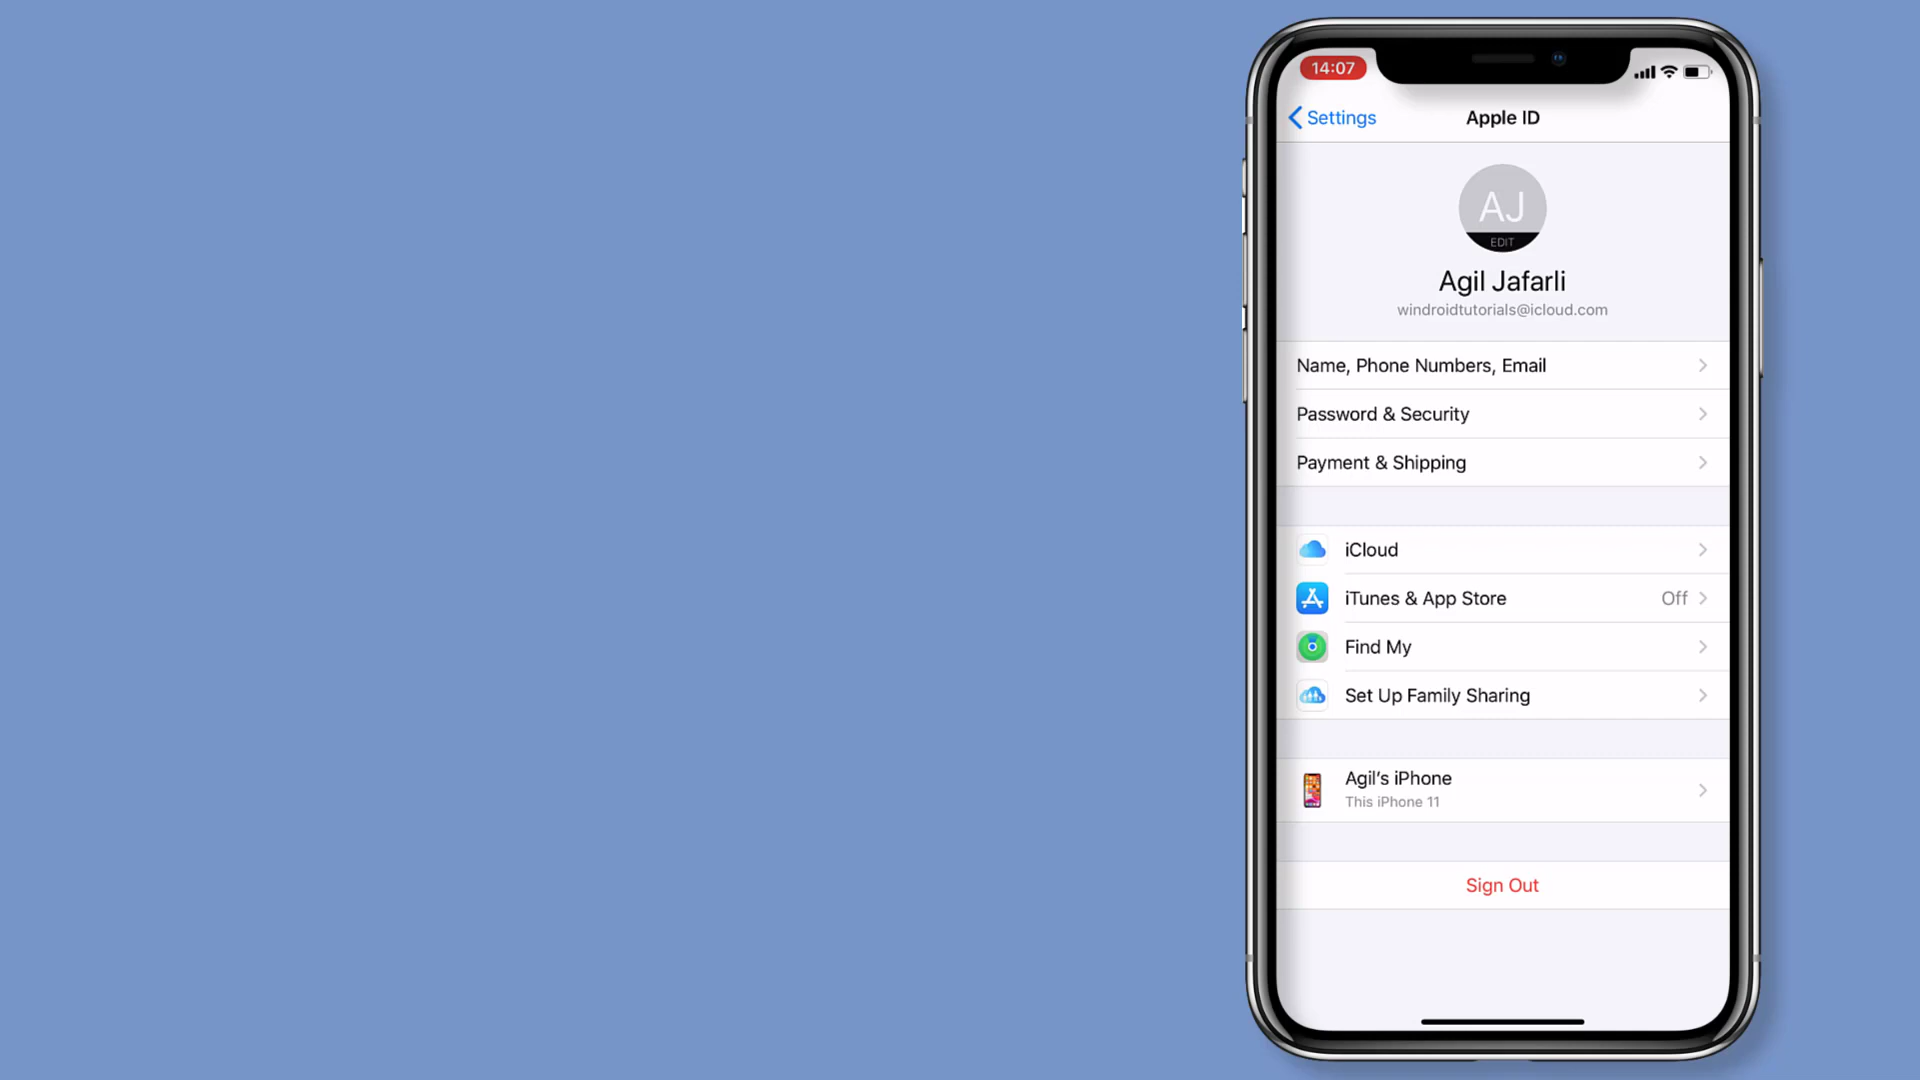 14:07
Settings
Apple ID
AJ
EDIT
Agil Jafarli
windroidtutorials@icloud.com
Name, Phone Numbers, Email
Password & Security
Payment & Shipping
iCloud
iTunes & App Store Off
Find My
Set Up Family Sharing
Agil's iPhone
This iPhone 11
Sign Out